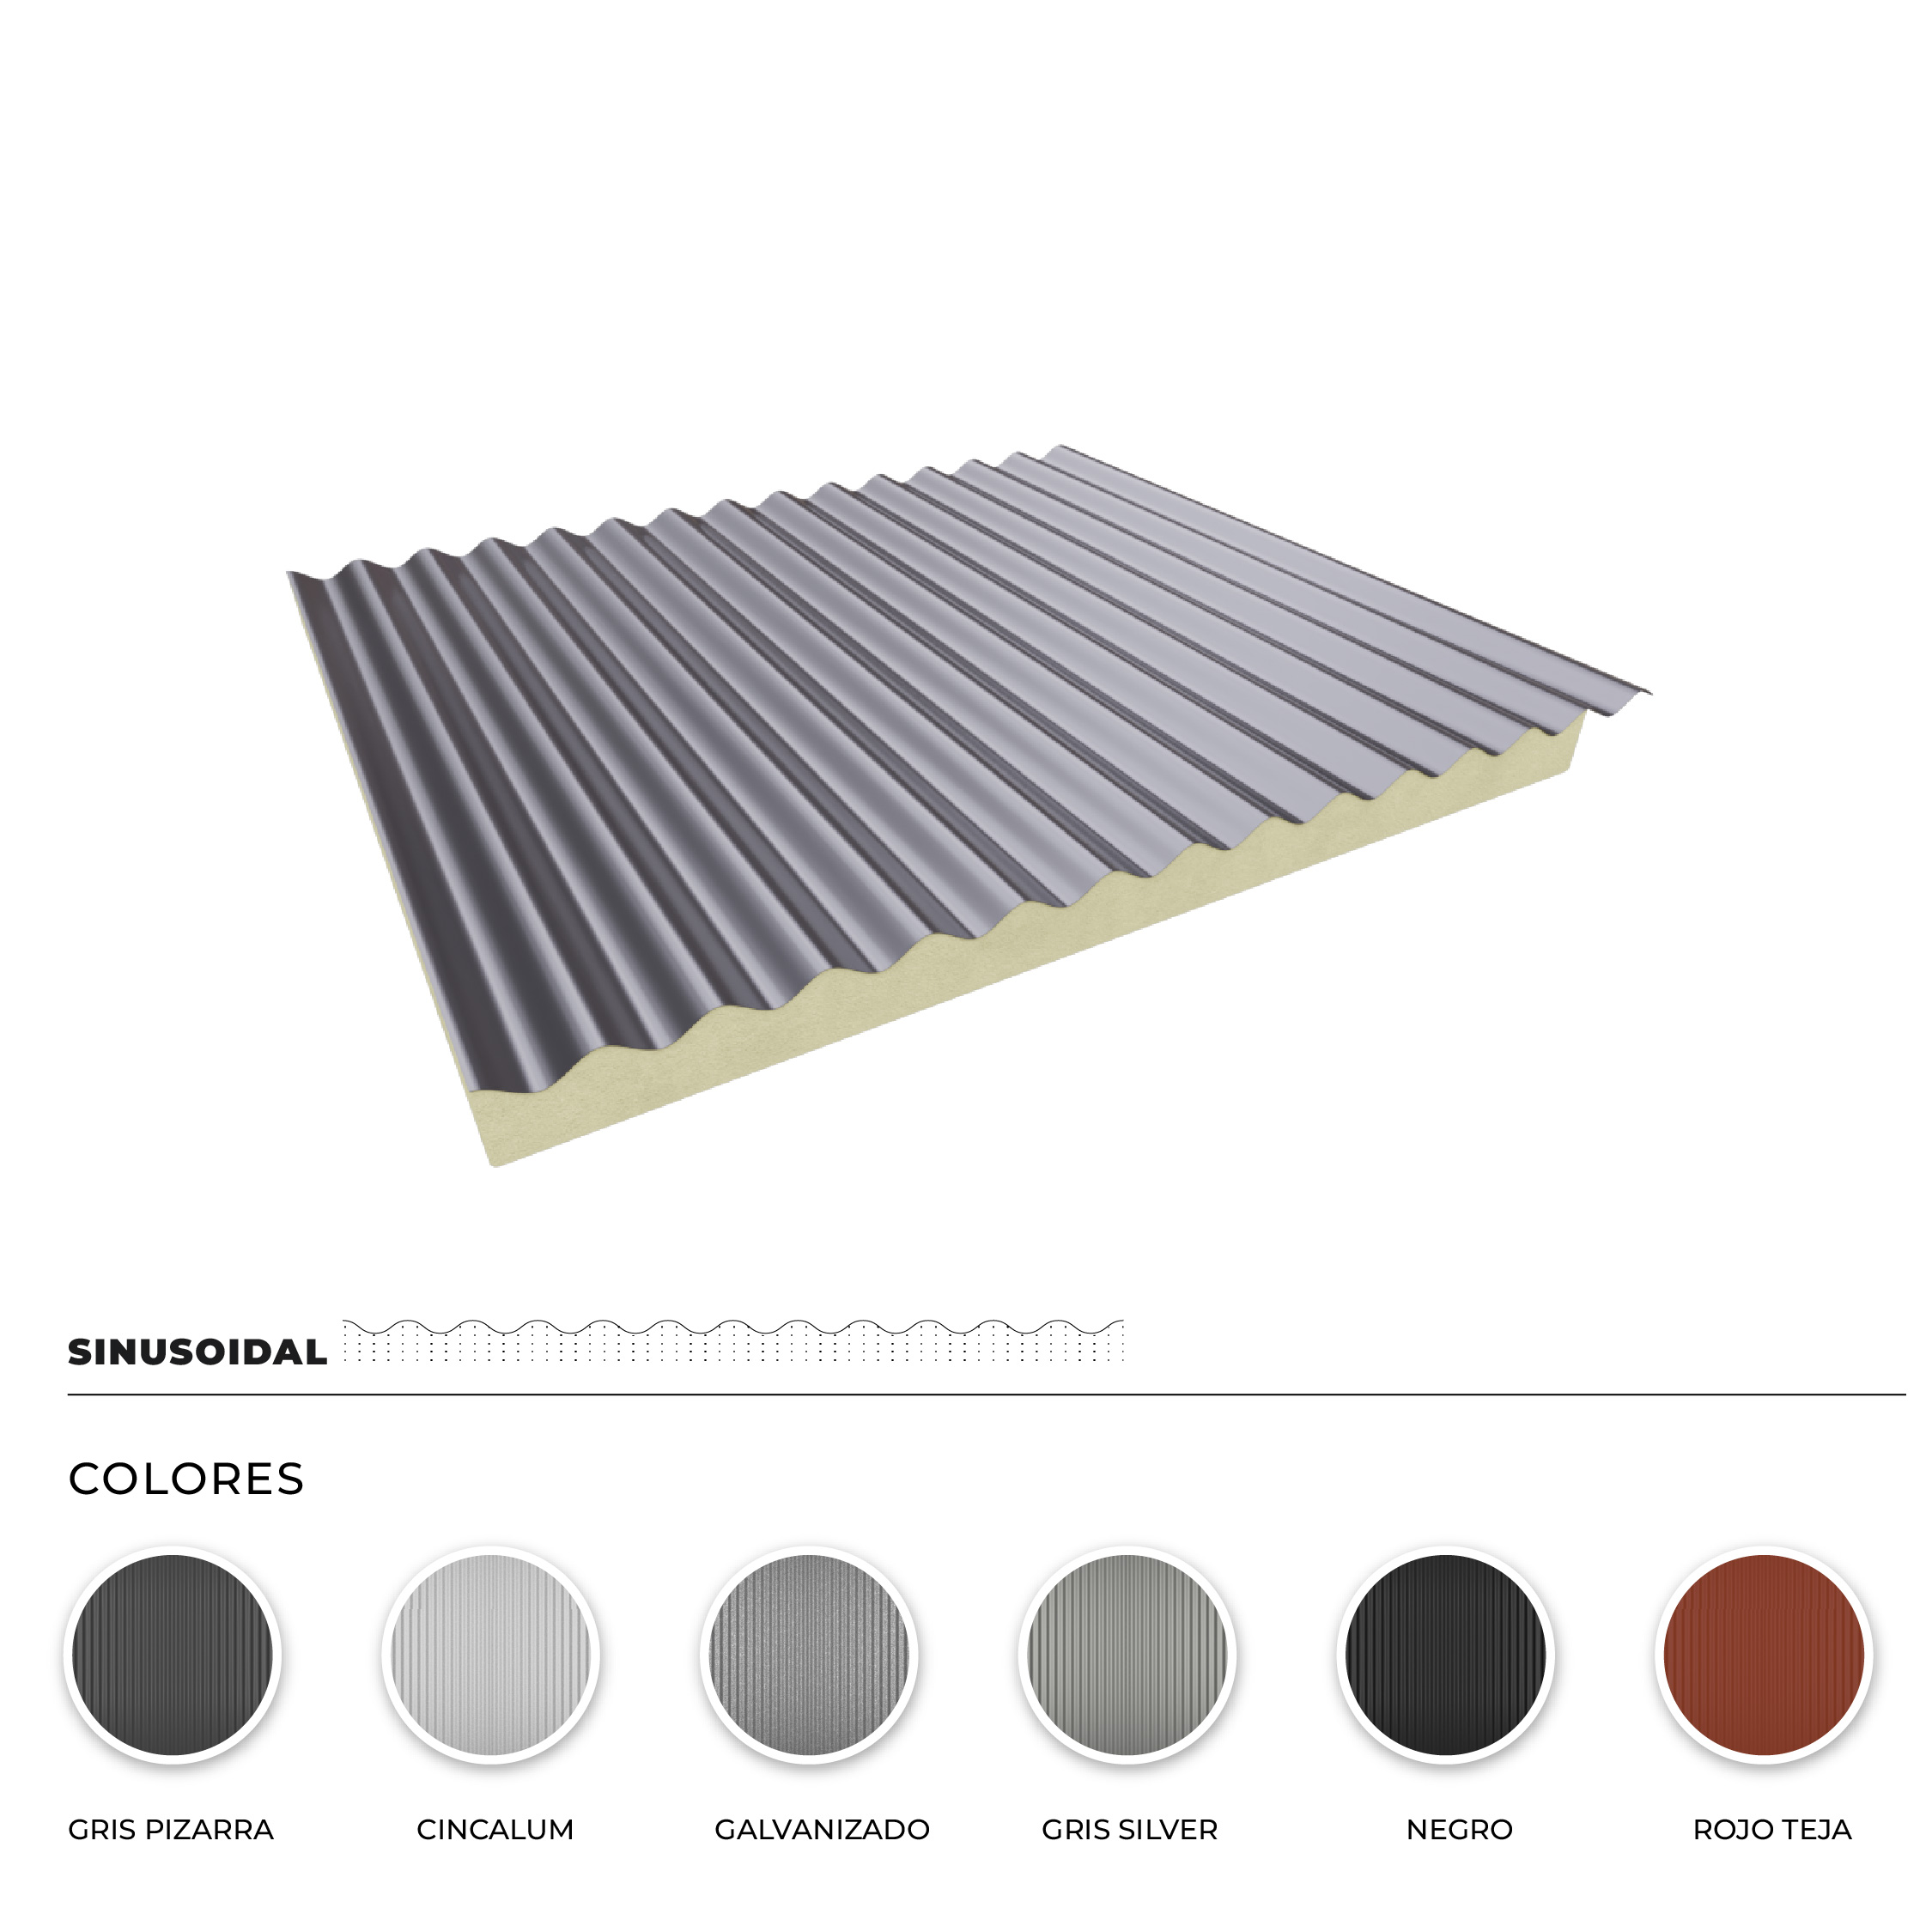 SINUSOIDAL
COLORES
GRIS PIZARRA
CINCALUM
GALVANIZADO
GRIS SILVER
NEGRO
ROJO TEJA